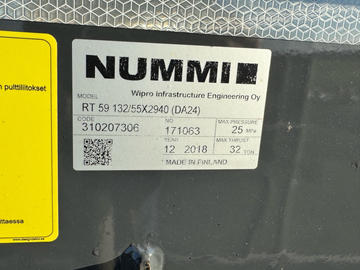 NUMMI
Wipro Infrastructure Engineering Oy
MODEL
RT 59 132/55X2940 (DA24)
CODE NO MAX PRESSURE
310207306 171063 25 MPa
YEAR MAX THRUST
12 2018 32 TON
MADE IN FINLAND
n pulttiliitokset
ttaessa